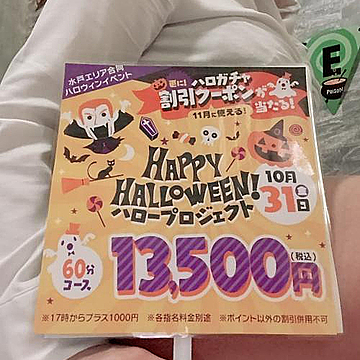 水戸エリア合同
ハロウィンイベント
更に!ハロガチャ
割引クーポンが
当たる!
11月に使える!
HAPPY
HALLOWEEN!
ハロープロジェクト
10月
31日
60分
コース
13,500円
(税込)
※17時からプラス1000円 ※各指名料金別途 ※ポイント以外の割引併用不可
E